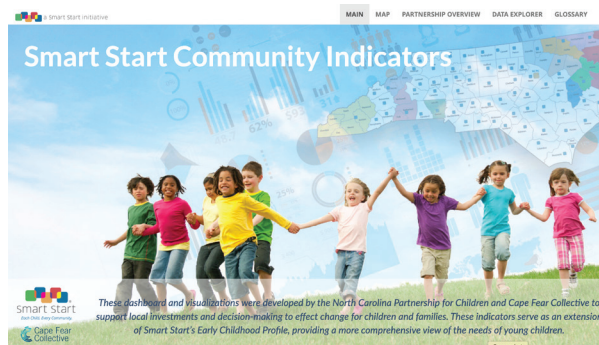 a smart start initiative
MAIN MAP PARTNERSHIP OVERVIEW DATA EXPLORER GLOSSARY
Smart Start Community Indicators
62%
smart start
Each Child. Every Community.
Cape Fear
Collective
These dashboard and visualizations were developed by the North Carolina Partnership for Children and Cape Fear Collective to
support local investments and decision-making to effect change for children and families. These indicators serve as an extension
of Smart Start's Early Childhood Profile, providing a more comprehensive view of the needs of young children.